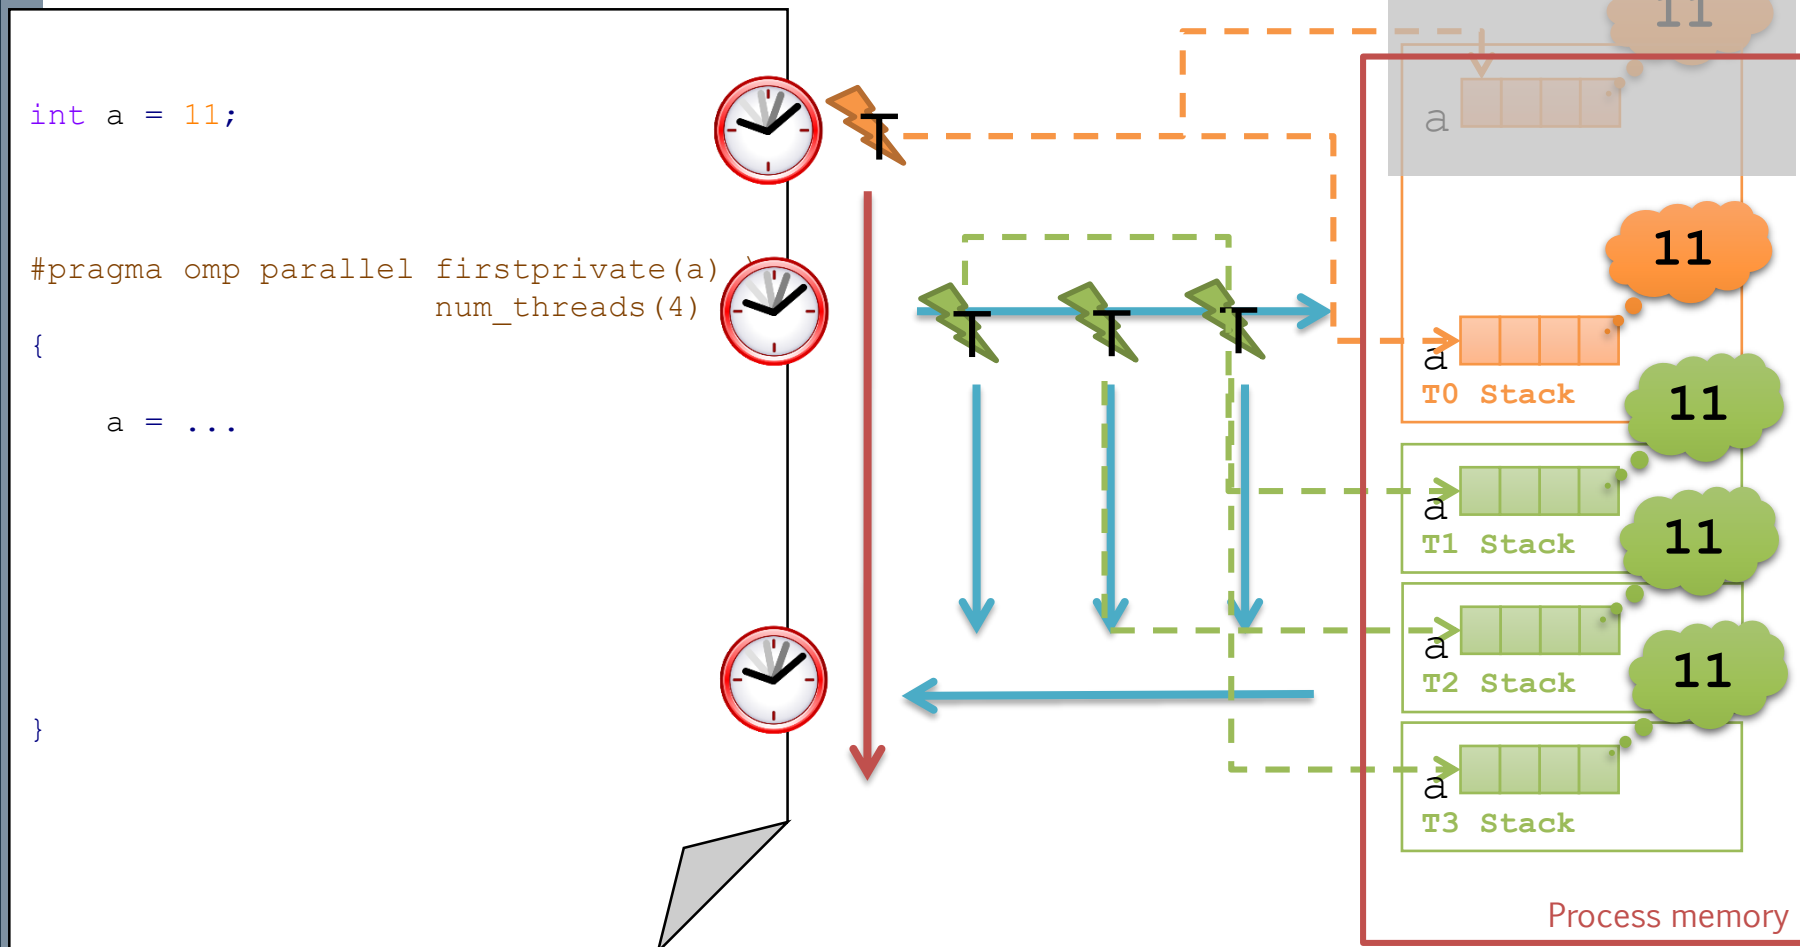 int a = 11;
#pragma omp parallel firstprivate(a) \
num_threads(4)
{
a = ...
}
T
T
T
T
11
a
11
a
T0 Stack
11
a
T1 Stack
11
a
T2 Stack
11
a
T3 Stack
Process memory